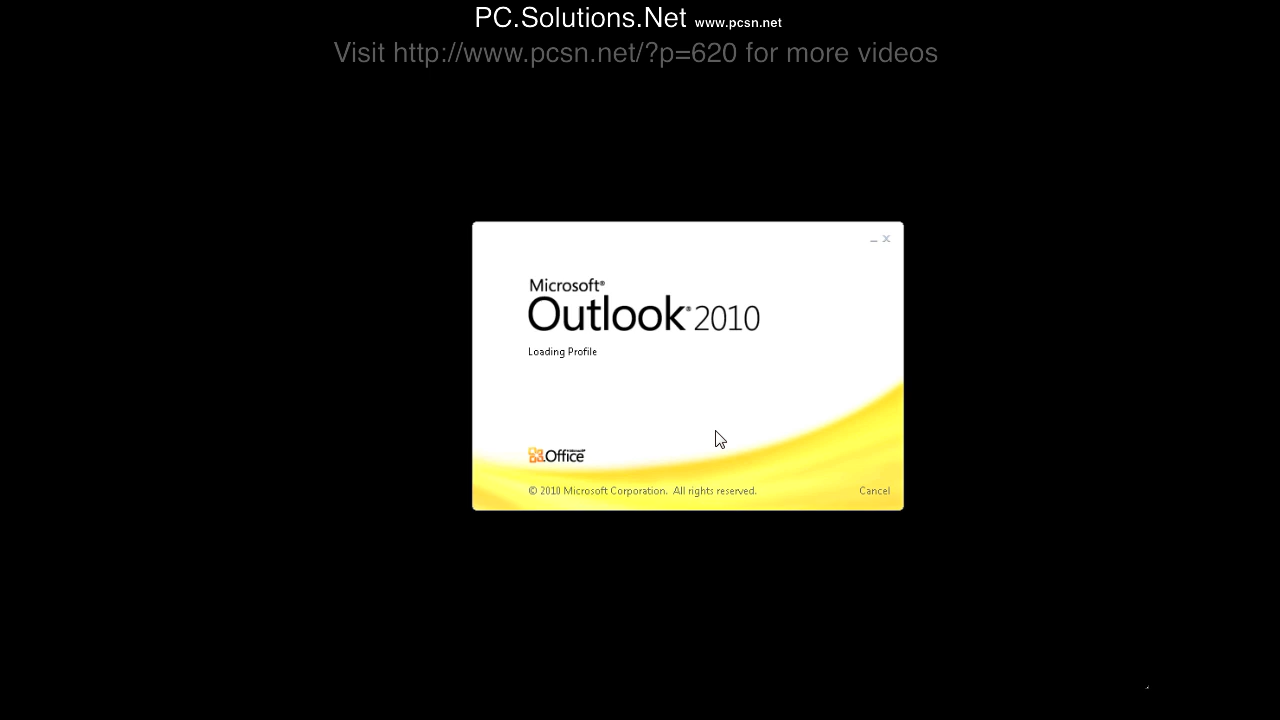 PC.Solutions.Net www.pcsn.net
Visit http://www.pcsn.net/?p=620 for more videos
Microsoft®
Outlook® 2010
Loading Profile
Office
© 2010 Microsoft Corporation. All rights reserved.
Cancel